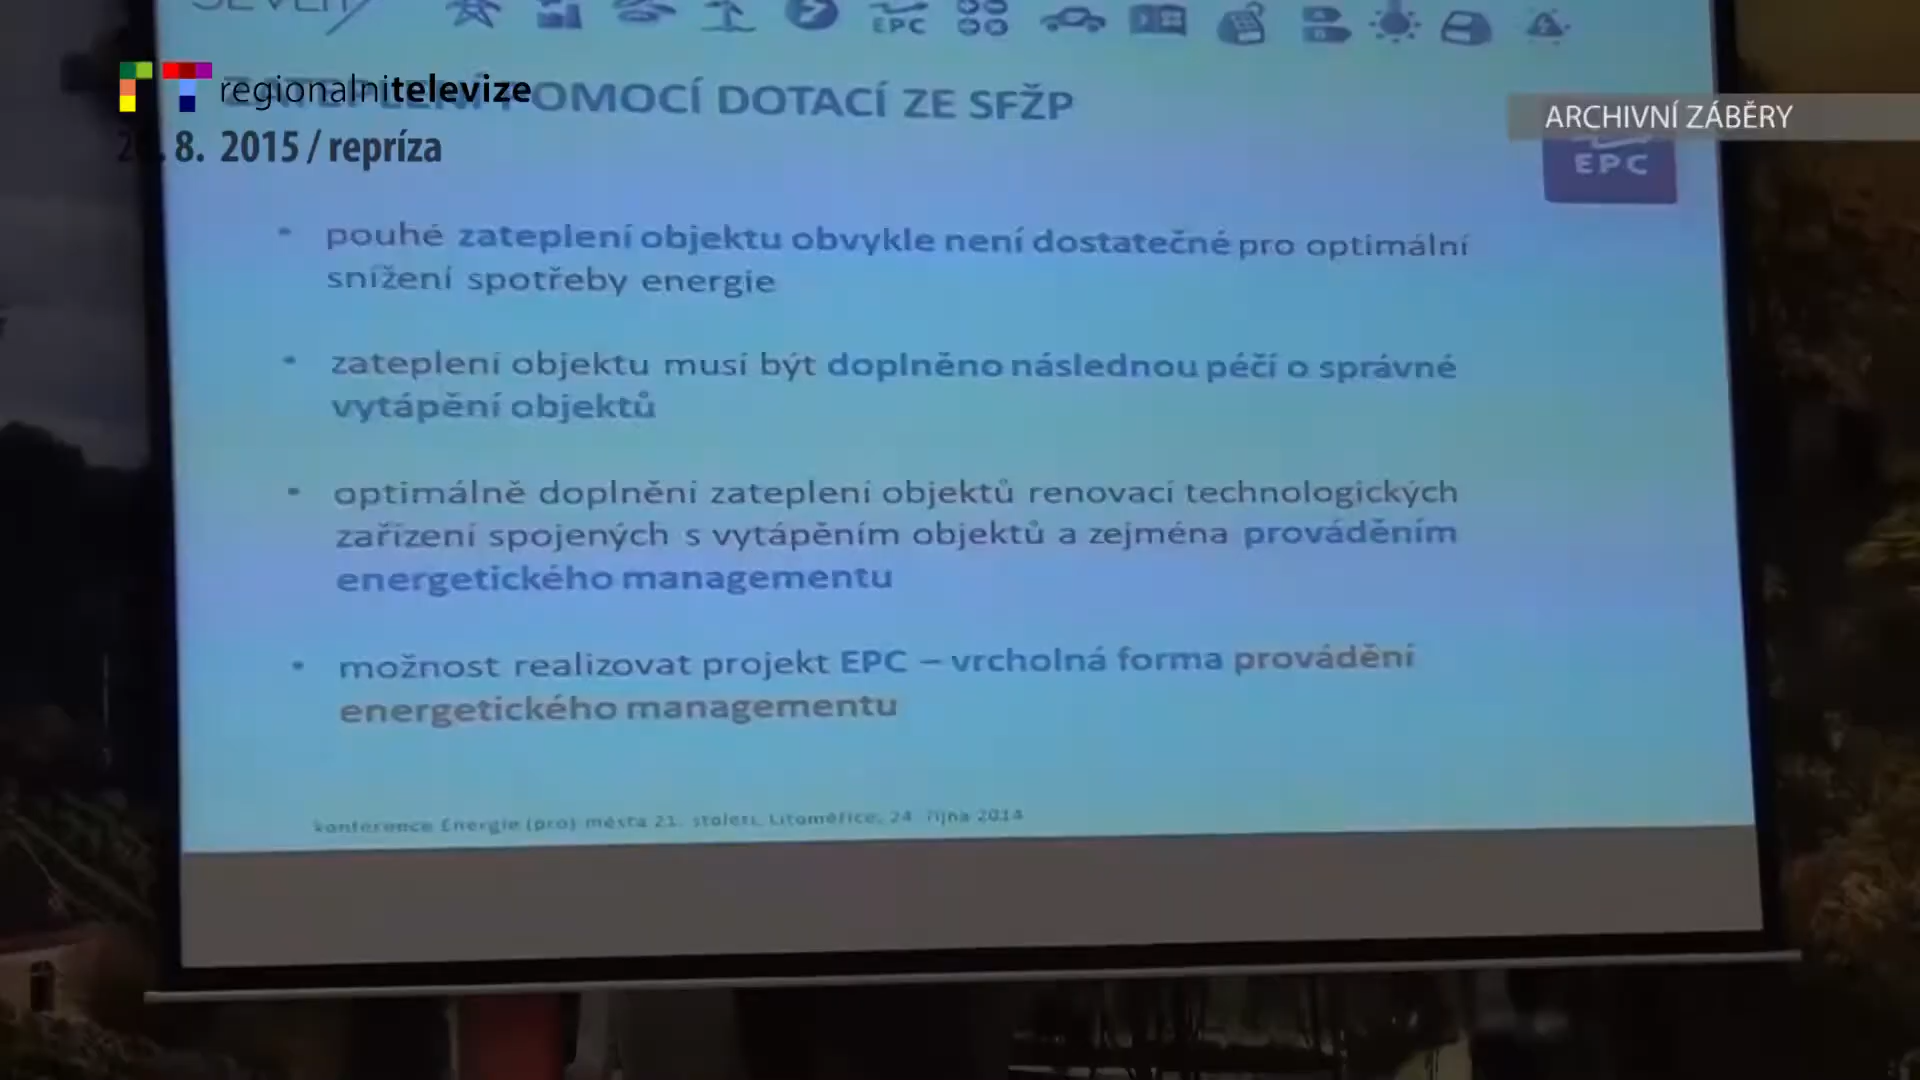 EPC
regionalnitelevize
POMOCÍ DOTACÍ ZE SFŽP
ARCHIVNÍ ZÁBĚRY
8. 2015 / repríza
EPC
• pouhé zateplení objektu obvykle není dostatečné pro optimální
snížení spotřeby energie
• zateplení objektu musí být doplněno následnou péčí o správné
vytápění objektů
• optimálně doplnění zateplení objektů renovací technologických
zařízení spojených s vytápěním objektů a zejména prováděním
energetického managementu
• možnost realizovat projekt EPC – vrcholná forma provádění
energetického managementu
konference Energie (pro) města 21. století, Litoměřice, 24. října 2014